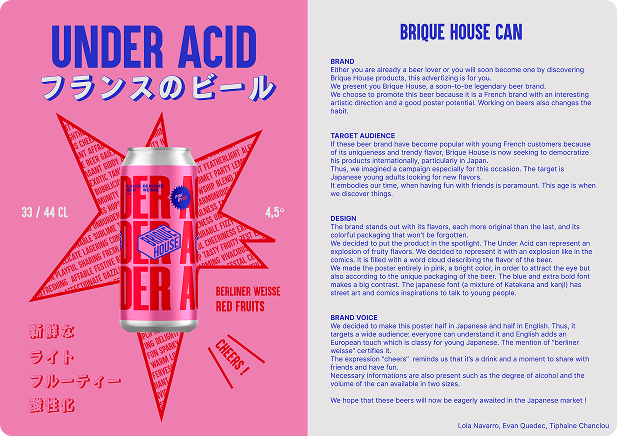 UNDER ACID
フランスのビール
33 / 44 CL
4,5°
BERLINER WEISSE
RED FRUITS
CHEERS !
新鮮な
ライト
フルーティー
酸性化
DER A
BRIQUE
HOUSE
DER A
BRIQUE HOUSE CAN
BRAND
Either you are already a beer lover or you will soon become one by discovering
Brique House products, this advertizing is for you.
We present you Brique House, a soon-to-be legendary beer brand.
We choose to promote this beer because it is a French brand with an interesting
artistic direction and a good poster potential. Working on beers also changes the
habit.
TARGET AUDIENCE
If these beer brand have become popular with young French customers because
of its uniqueness and trendy flavor, Brique House is now seeking to democratize
his products internationally, particularly in Japan.
Thus, we imagined a campaign especially for this occasion. The target is
Japanese young adults looking for new flavors.
It embodies our time, when having fun with friends is paramount. This age is when
we discover things.
DESIGN
The brand stands out with its flavors, each more original than the last, and its
colorful packaging that won't be forgotten.
We decided to put the product in the spotlight. The Under Acid can represent an
explosion of fruity flavors. We decided to represent it with an explosion like in the
comics. It is filled with a word cloud describing the flavor of the beer.
We made the poster entirely in pink, a bright color, in order to attract the eye but
also according to the unique packaging of the beer. The blue and extra bold font
makes a big contrast. The japanese font (a mixture of Katakana and kanji) has
street art and comics inspirations to talk to young people.
BRAND VOICE
We decided to make this poster half in Japanese and half in English. Thus, it
targets a wide audience: everyone can understand it and English adds an
European touch which is classy for young Japanese. The mention of "berliner
weisse" certifies it.
The expression "cheers" reminds us that it's a drink and a moment to share with
friends and have fun.
Necessary informations are also present such as the degree of alcohol and the
volume of the can available in two sizes.
We hope that these beers will now be eagerly awaited in the Japanese market !
Lola Navarro, Evan Quedec, Tiphaine Chanclou